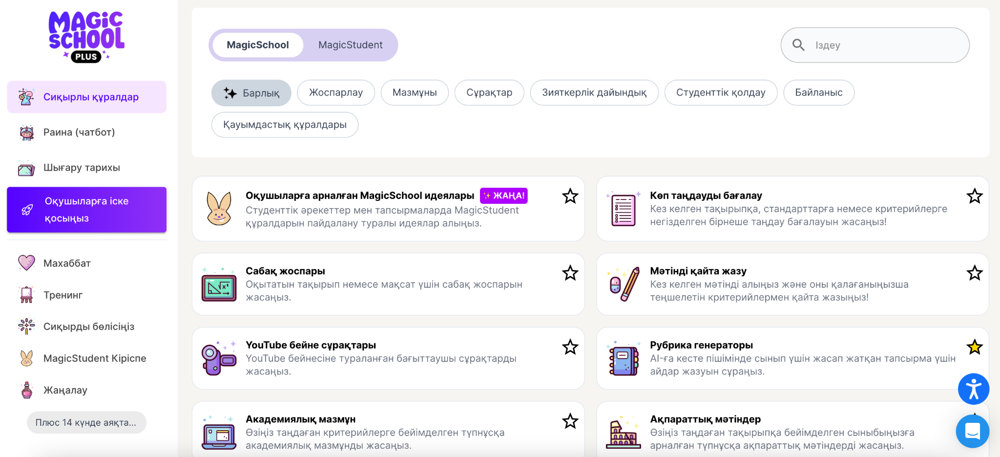 MAGIC
SCHOOL
PLUS
Сиқырлы құралдар
Раина (чатбот)
Шығару тарихы
Оқушыларға іске
қосыңыз
Махаббат
Тренинг
Сиқырды бөлісіңіз
MagicStudent Кіріспе
Жаңалау
Плюс 14 күнде аяқта...
MagicSchool
MagicStudent
Іздеу
Барлық
Жоспарлау
Мазмұны
Сұрақтар
Зияткерлік дайындық
Студенттік қолдау
Байланыс
Қауымдастық құралдары
Оқушыларға арналған MagicSchool идеялары ✨ ЖАҢА!
Студенттік әрекеттер мен тапсырмаларда MagicStudent
құралдарын пайдалану туралы идеялар алыңыз.
Көп таңдауды бағалау
Кез келген тақырыпқа, стандарттарға немесе критерийлерге
негізделген бірнеше таңдау бағалауын жасаңыз!
Сабақ жоспары
Оқытатын тақырып немесе мақсат үшін сабақ жоспарын
жасаңыз.
Мәтінді қайта жазу
Кез келген мәтінді алыңыз және оны қалағаныңызша
теңшелетін критерийлермен қайта жазыңыз!
YouTube бейне сұрақтары
YouTube бейнесіне тураланған бағыттаушы сұрақтарды
жасаңыз.
Рубрика генераторы
AI-ға кесте пішімінде сынып үшін жасап жатқан тапсырма үшін
айдар жазуын сұраңыз.
Академиялық мазмұн
Өзіңіз таңдаған критерийлерге бейімделген түпнұсқа
академиялық мазмұнды жасаңыз.
Ақпараттық мәтіндер
Өзіңіз таңдаған тақырыпқа бейімделген сыныбыңызға
арналған түпнұсқа ақпараттық мәтіндерді жасаңыз.